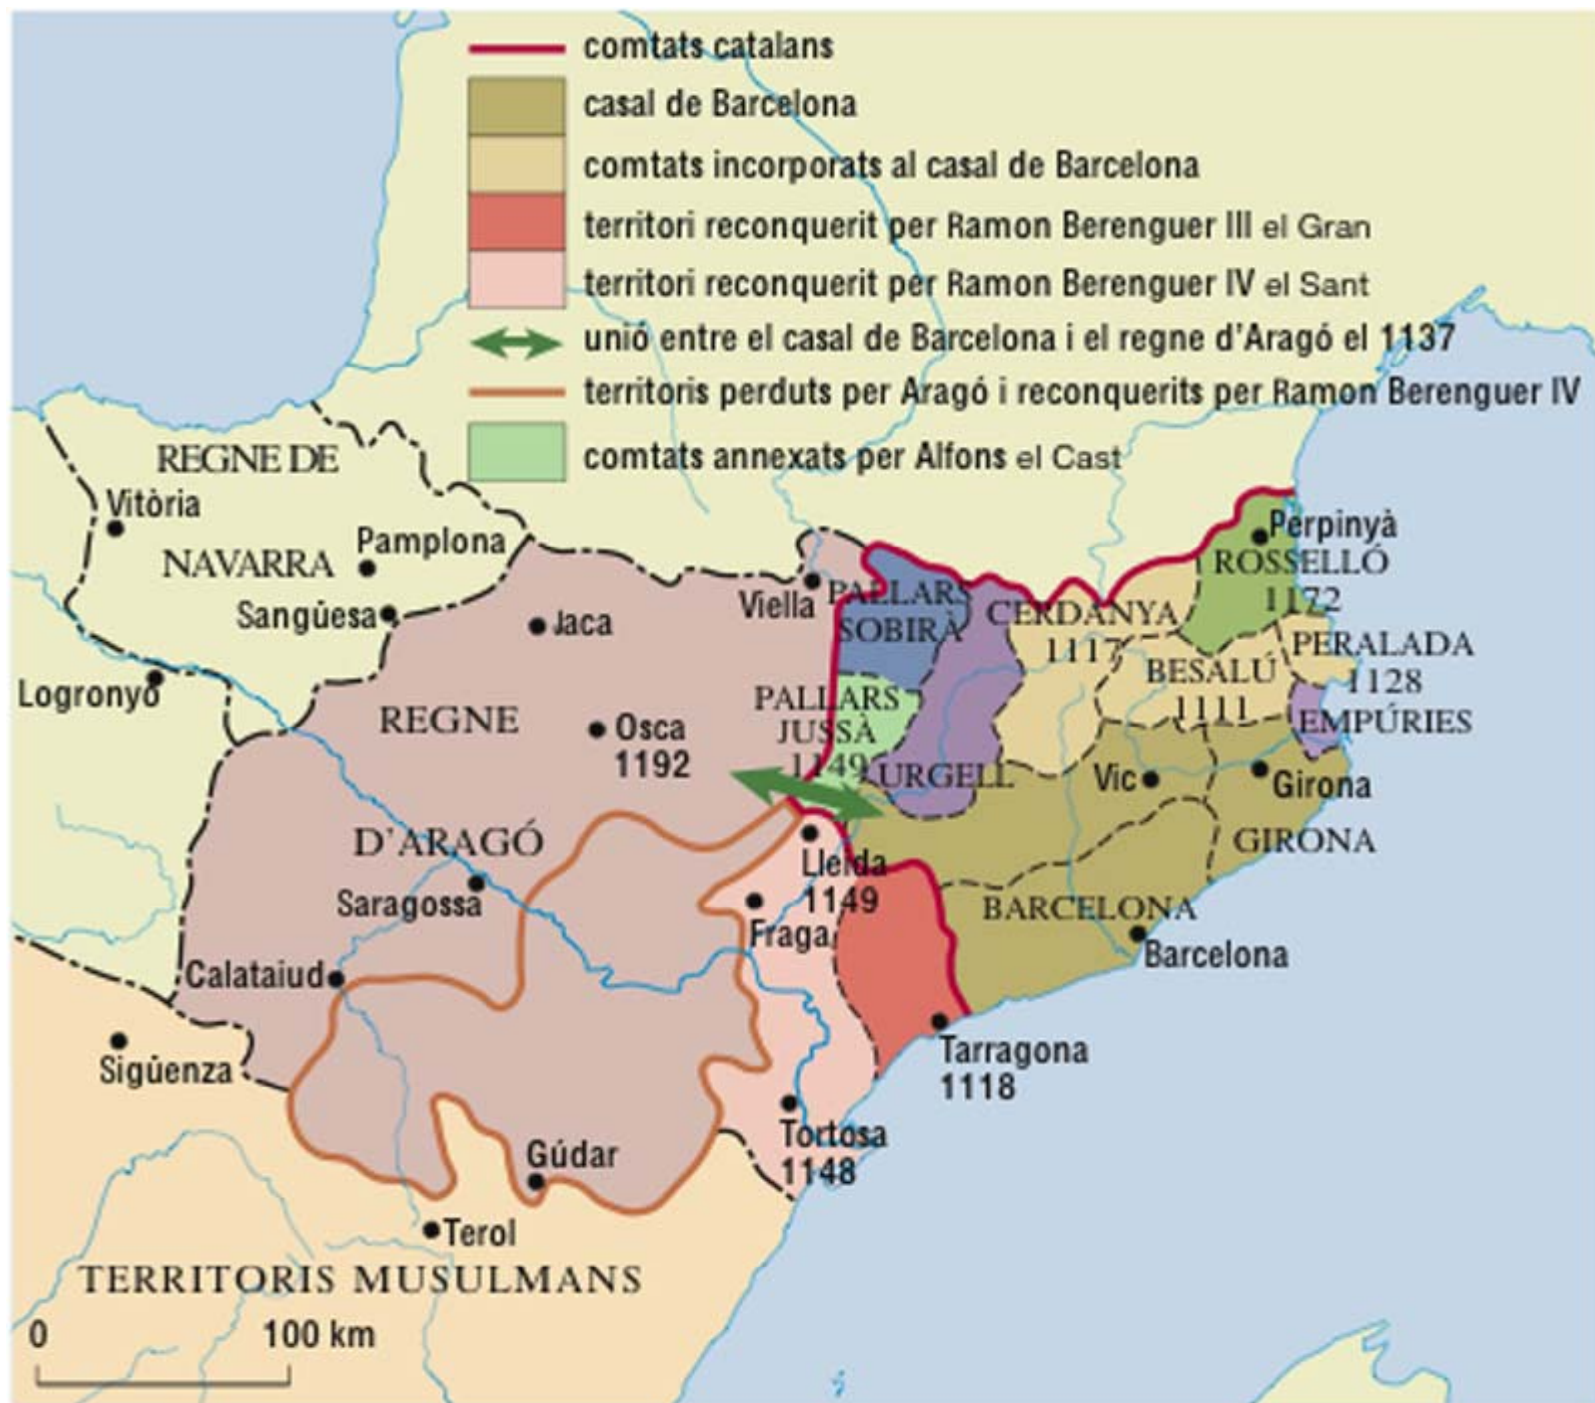 comtats catalans
casal de Barcelona
comtats incorporats al casal de Barcelona
territori reconquerit per Ramon Berenguer III el Gran
territori reconquerit per Ramon Berenguer IV el Sant
unió entre el casal de Barcelona i el regne d'Aragó el 1137
territoris perduts per Aragó i reconquerits per Ramon Berenguer IV
comtats annexats per Alfons el Cast
REGNE DE
NAVARRA
Vitòria
Pamplona
Sangüesa
Logronyo
Jaca
Viella
PALLARS
SOBIRÀ
CERDANYA
1117
Perpinyà
ROSSELLÓ
1172
PERALADA
1128
BESALÚ
1111
EMPÚRIES
PALLARS
JUSSÀ
1149
URGELL
Vic
Girona
GIRONA
REGNE
D'ARAGÓ
Osca
1192
Saragossa
Lleida
1149
Fraga
BARCELONA
Barcelona
Calataiud
Sigüenza
Tarragona
1118
Tortosa
1148
Gúdar
Terol
TERRITORIS MUSULMANS
0 100 km